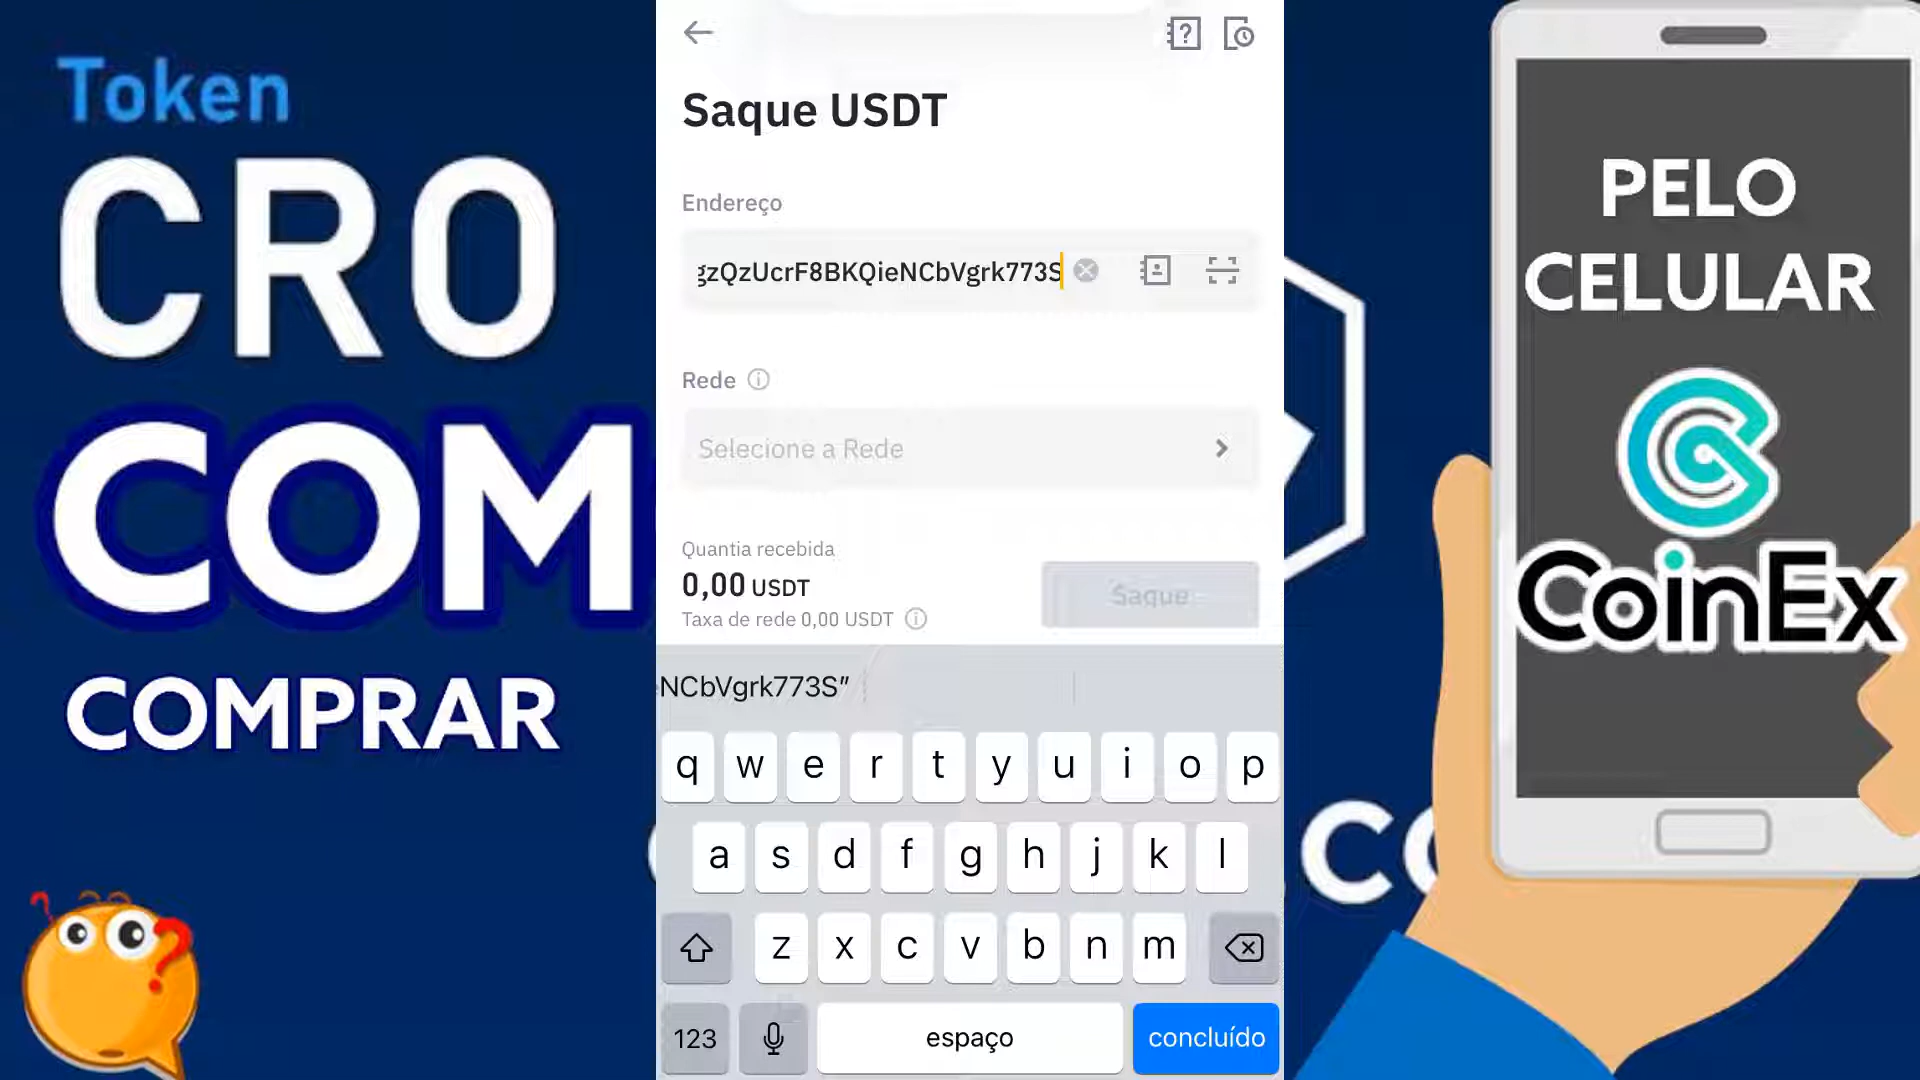 Token
CRO
COM
COMPRAR
Saque USDT
Endereço
gzQzUcrF8BKQieNCbVgrk773S
Rede
Selecione a Rede
Quantia recebida
0,00 USDT
Taxa de rede 0,00 USDT
Saque
NCbVgrk773S"
q w e r t y u i o p
a s d f g h j k l
z x c v b n m
123
espaço
concluído
PELO
CELULAR
CoinEx